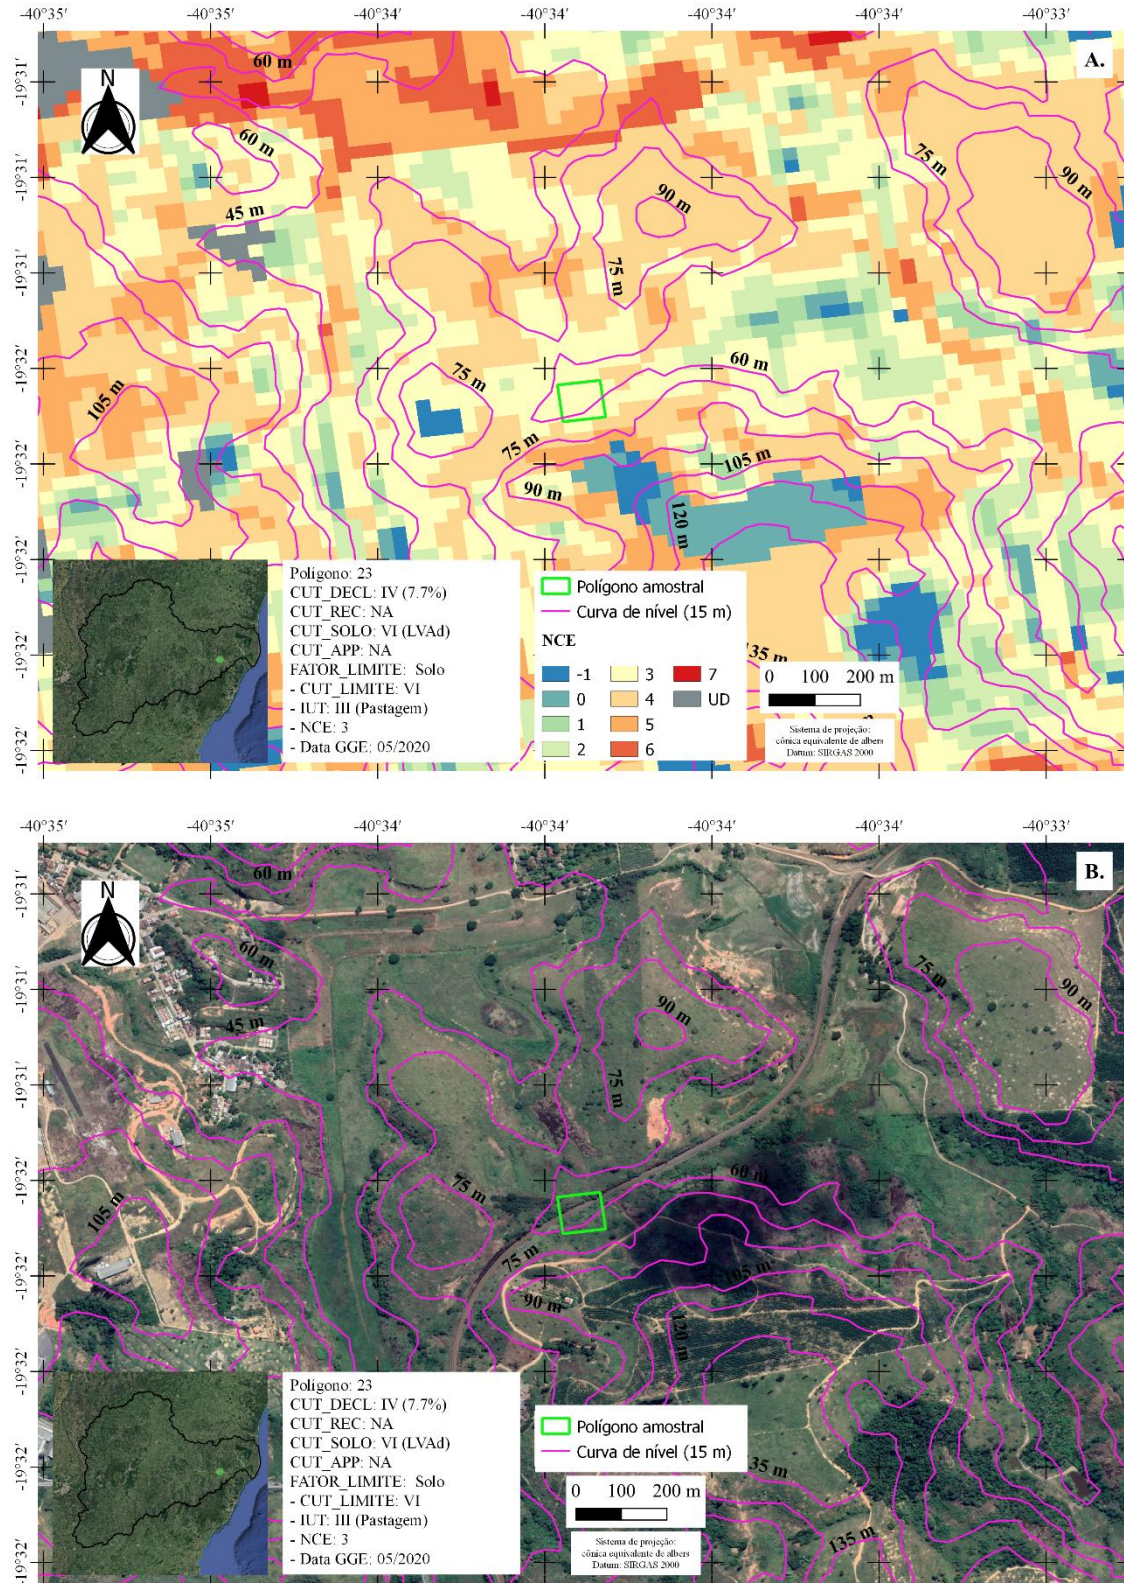 -40°35' -40°35' -40°34' -40°34' -40°34' -40°33'
A.
N
-19°31'
-19°31'
-19°31'
-19°32'
-19°32'
-19°32'
-19°32'
-19°32'
60 m
60 m
45 m
90 m
75 m
75 m
90 m
105 m
75 m
60 m
75 m
90 m
105 m
120 m
135 m
Polígono: 23
CUT_DECL: IV (7.7%)
CUT_REC: NA
CUT_SOLO: VI (LVAd)
CUT_APP: NA
FATOR_LIMITE: Solo
- CUT_LIMITE: VI
- IUT: III (Pastagem)
- NCE: 3
- Data GGE: 05/2020
Polígono amostral
Curva de nível (15 m)
NCE
-1 3 7
0 4 UD
1 5
2 6
0 100 200 m
Sistema de projeção:
cônica equivalente de albers
Datum: SIRGAS 2000
-40°35' -40°35' -40°34' -40°34' -40°34' -40°33'
B.
N
-19°31'
-19°31'
-19°31'
-19°32'
-19°32'
-19°32'
-19°32'
-19°32'
60 m
60 m
45 m
90 m
75 m
75 m
90 m
105 m
75 m
60 m
75 m
90 m
105 m
120 m
135 m
135 m
Polígono: 23
CUT_DECL: IV (7.7%)
CUT_REC: NA
CUT_SOLO: VI (LVAd)
CUT_APP: NA
FATOR_LIMITE: Solo
- CUT_LIMITE: VI
- IUT: III (Pastagem)
- NCE: 3
- Data GGE: 05/2020
Polígono amostral
Curva de nível (15 m)
0 100 200 m
Sistema de projeção:
cônica equivalente de albers
Datum: SIRGAS 2000